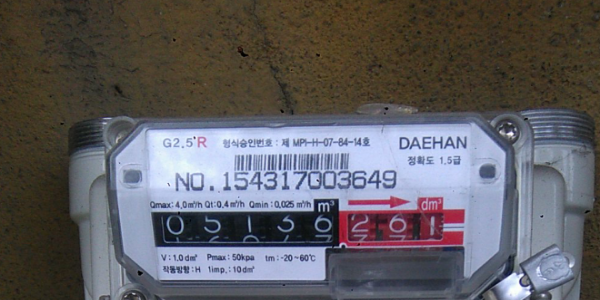 G2.5 R 형식승인번호 : 제 MPI-H-07-84-14호 DAEHAN
정확도 1,5급
NO.154317003649
Qmax: 4,0㎥/h Qt:0,4㎥/h Qmin : 0,025㎥/h m³ dm³
05136 261
V : 1.0 d㎥ Pmax : 50kpa tm : -20~60℃
작동방향 : H 1imp. : 10d㎥